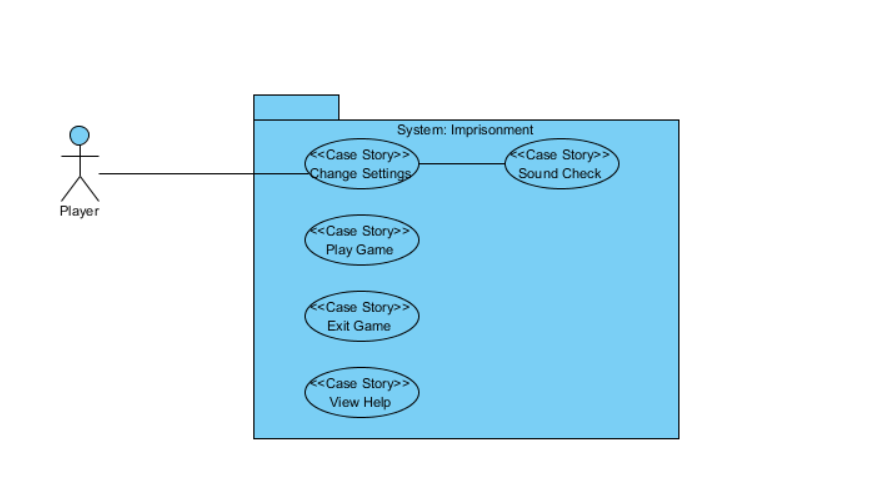 System: Imprisonment
<<Case Story>>
Change Settings
<<Case Story>>
Sound Check
Player
<<Case Story>>
Play Game
<<Case Story>>
Exit Game
<<Case Story>>
View Help